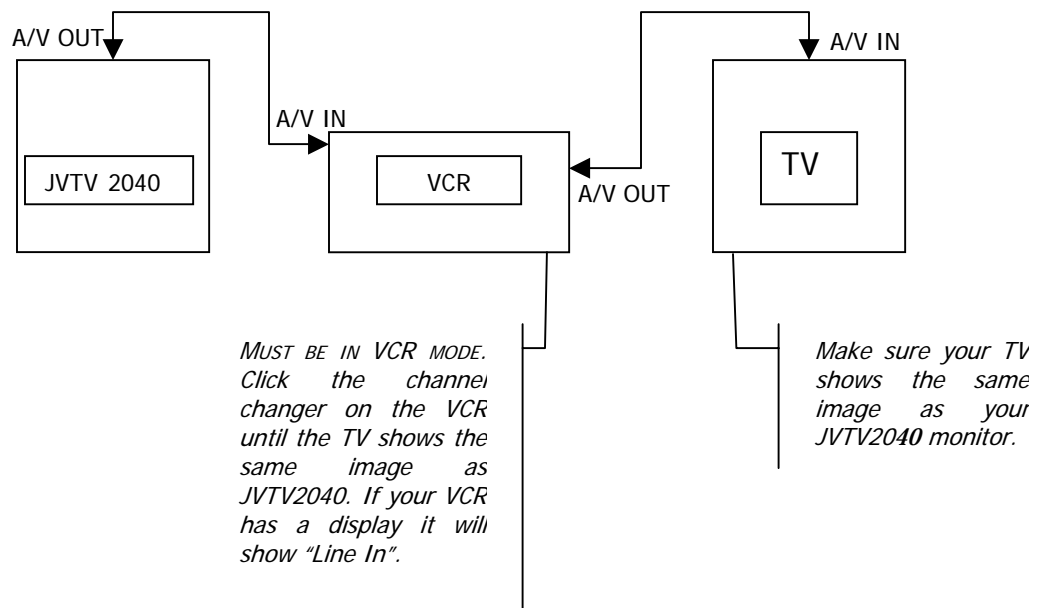 A/V OUT
A/V IN
A/V IN
JVTV 2040
VCR
TV
A/V OUT
MUST BE IN VCR MODE.
Click the channel
changer on the VCR
until the TV shows the
same image as
JVTV2040. If your VCR
has a display it will
show “Line In”.
Make sure your TV
shows the same
image as your
JVTV2040 monitor.